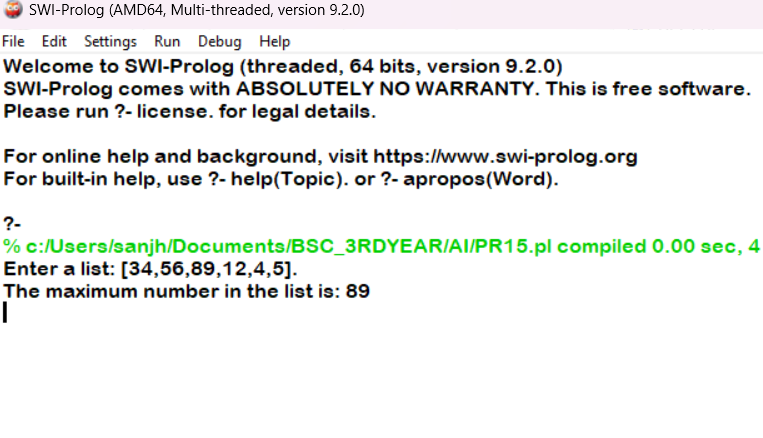 SWI-Prolog (AMD64, Multi-threaded, version 9.2.0)
File Edit Settings Run Debug Help
Welcome to SWI-Prolog (threaded, 64 bits, version 9.2.0)
SWI-Prolog comes with ABSOLUTELY NO WARRANTY. This is free software.
Please run ?- license. for legal details.
For online help and background, visit https://www.swi-prolog.org
For built-in help, use ?- help(Topic). or ?- apropos(Word).
?-
% c:/Users/sanjh/Documents/BSC_3RDYEAR/AI/PR15.pl compiled 0.00 sec, 4
Enter a list: [34,56,89,12,4,5].
The maximum number in the list is: 89